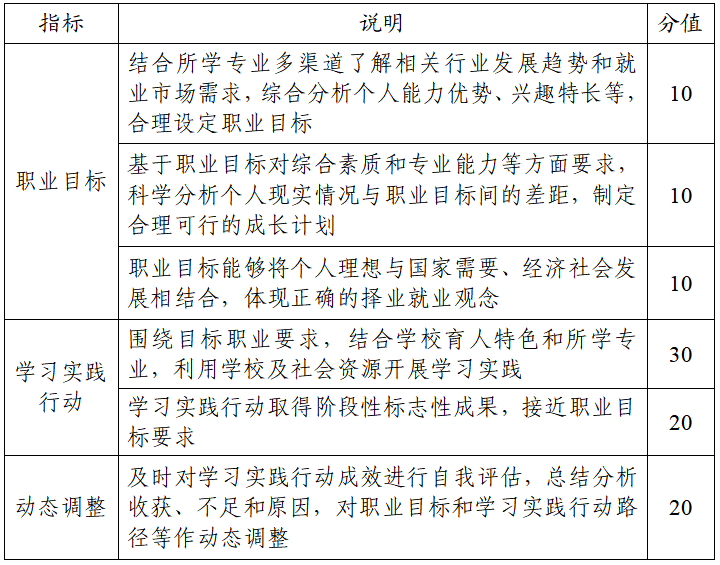 指标 说明 分值
职业目标
结合所学专业多渠道了解相关行业发展趋势和就
业市场需求，综合分析个人能力优势、兴趣特长等，
合理设定职业目标
10
基于职业目标对综合素质和专业能力等方面要求，
科学分析个人现实情况与职业目标间的差距，制定
合理可行的成长计划
10
职业目标能够将个人理想与国家需要、经济社会发
展相结合，体现正确的择业就业观念
10
学习实践
行动
围绕目标职业要求，结合学校育人特色和所学专
业，利用学校及社会资源开展学习实践
30
学习实践行动取得阶段性标志性成果，接近职业目
标要求
20
动态调整
及时对学习实践行动成效进行自我评估，总结分析
收获、不足和原因，对职业目标和学习实践行动路
径等作动态调整
20